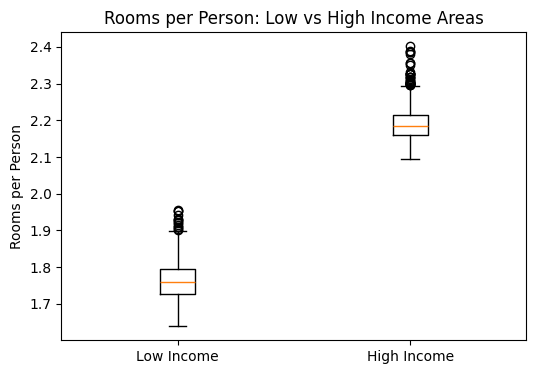 Rooms per Person: Low vs High Income Areas
Rooms per Person
2.4
2.3
2.2
2.1
2.0
1.9
1.8
1.7
Low Income
High Income